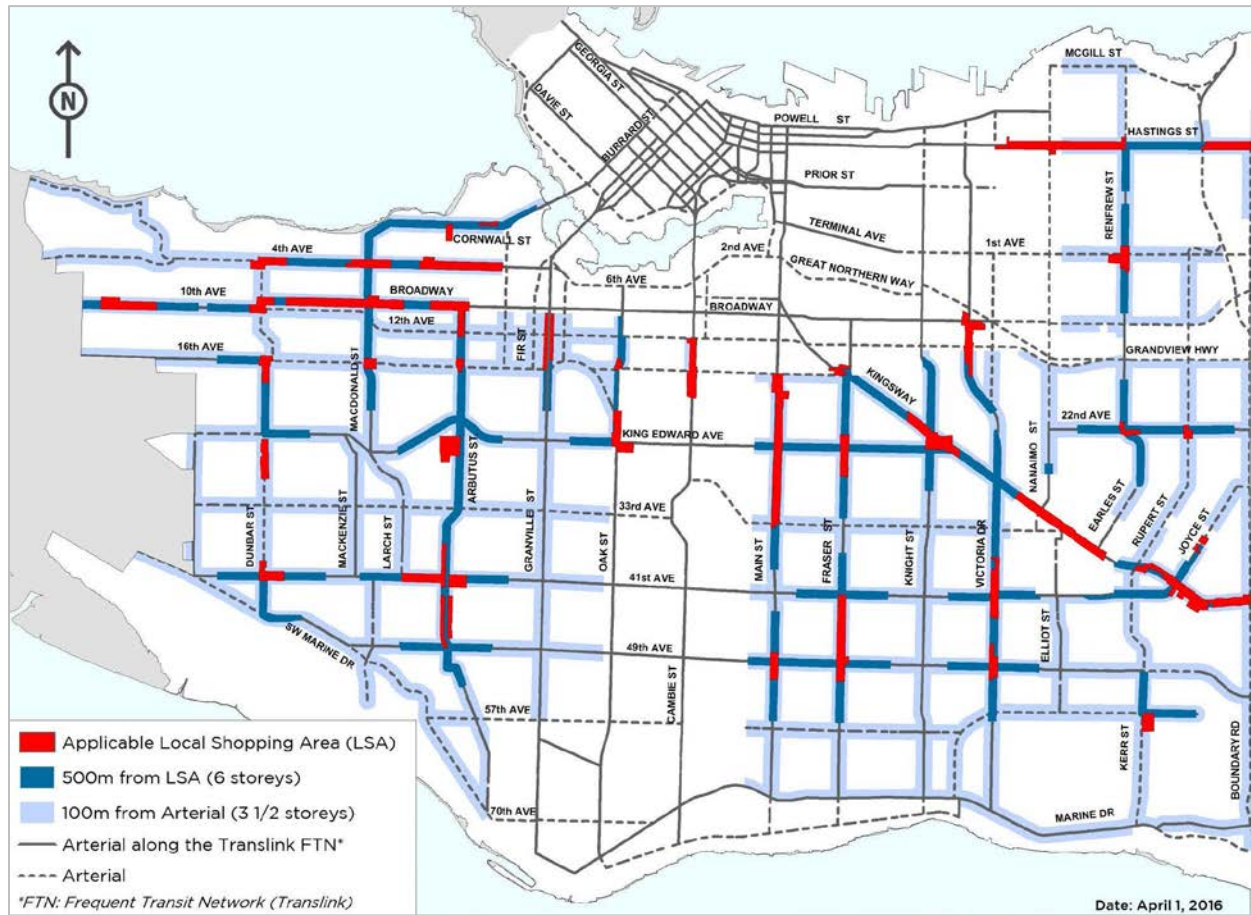 N
MCGILL ST
GEORGIA ST
DAVIE ST
BURRARD ST
POWELL ST
HASTINGS ST
PRIOR ST
RENFREW ST
CORNWALL ST
TERMINAL AVE
4th AVE
2nd AVE
1st AVE
GREAT NORTHERN WAY
10th AVE
BROADWAY
6th AVE
BROADWAY
12th AVE
FIR ST
16th AVE
GRANDVIEW HWY
MACDONALD ST
KINGSWAY
22nd AVE
KING EDWARD AVE
ARBUTUS ST
NANAIMO ST
33rd AVE
EARLES ST
RUPERT ST
JOYCE ST
DUNBAR ST
MACKENZIE ST
LARCH ST
GRANVILLE ST
OAK ST
MAIN ST
FRASER ST
KNIGHT ST
VICTORIA DR
41st AVE
ELLIOT ST
SW MARINE DR
49th AVE
CAMBIE ST
57th AVE
KERR ST
BOUNDARY RD
70th AVE
MARINE DR
Applicable Local Shopping Area (LSA)
500m from LSA (6 storeys)
100m from Arterial (3 1/2 storeys)
Arterial along the Translink FTN*
Arterial
*FTN: Frequent Transit Network (Translink)
Date: April 1, 2016